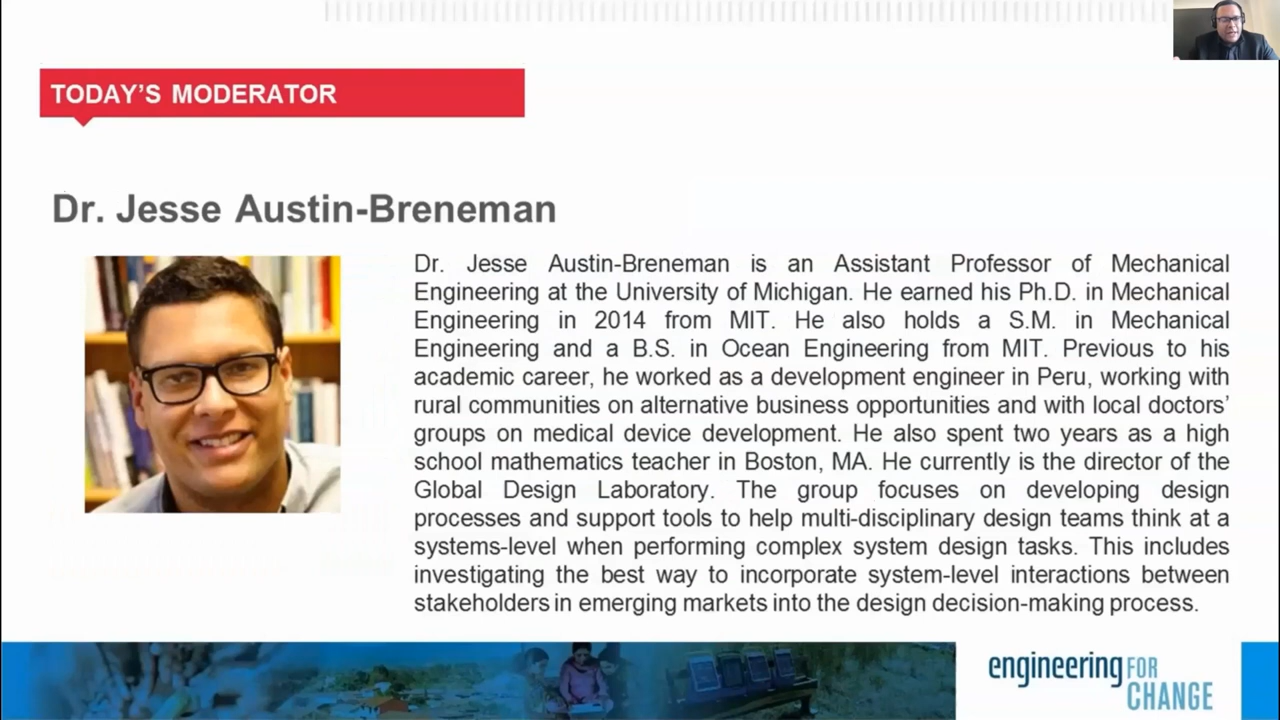 TODAY'S MODERATOR
Dr. Jesse Austin-Breneman
Dr. Jesse Austin-Breneman is an Assistant Professor of Mechanical
Engineering at the University of Michigan. He earned his Ph.D. in Mechanical
Engineering in 2014 from MIT. He also holds a S.M. in Mechanical
Engineering and a B.S. in Ocean Engineering from MIT. Previous to his
academic career, he worked as a development engineer in Peru, working with
rural communities on alternative business opportunities and with local doctors'
groups on medical device development. He also spent two years as a high
school mathematics teacher in Boston, MA. He currently is the director of the
Global Design Laboratory. The group focuses on developing design
processes and support tools to help multi-disciplinary design teams think at a
systems-level when performing complex system design tasks. This includes
investigating the best way to incorporate system-level interactions between
stakeholders in emerging markets into the design decision-making process.
engineering FOR
CHANGE